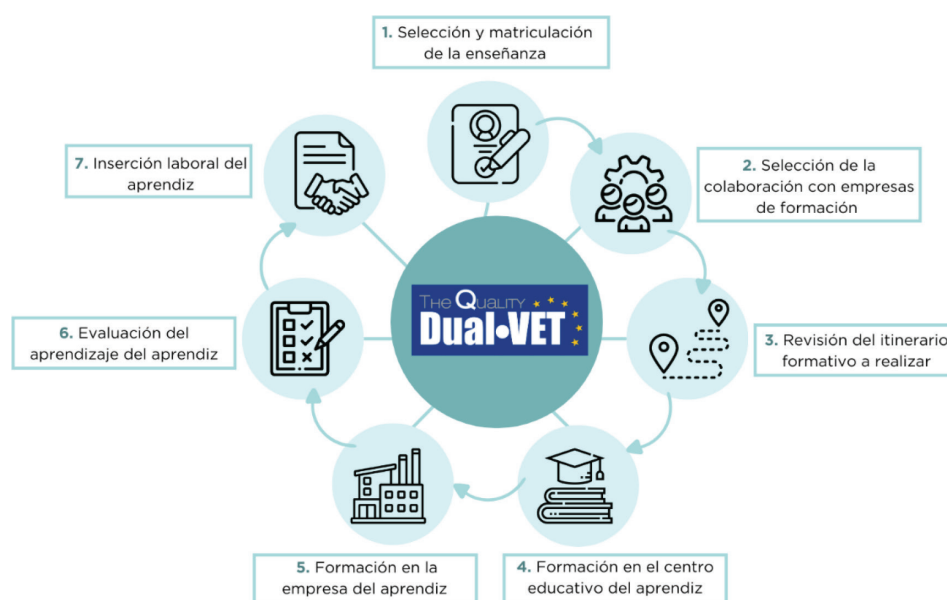 1. Selección y matriculación
de la enseñanza
2. Selección de la
colaboración con empresas
de formación
3. Revisión del itinerario
formativo a realizar
4. Formación en el centro
educativo del aprendiz
5. Formación en la
empresa del aprendiz
6. Evaluación del
aprendizaje del aprendiz
7. Inserción laboral del
aprendiz
THE QUALITY
Dual•VET